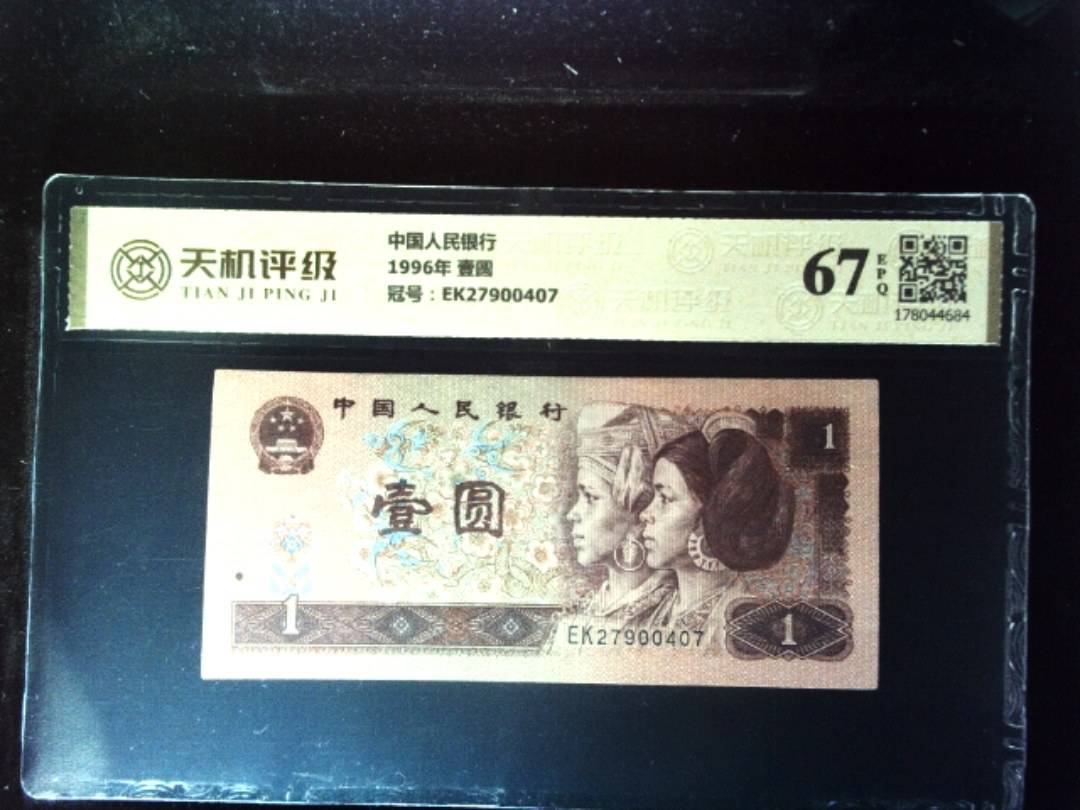 天机评级
TIAN JI PING JI
中国人民银行
1996年 壹圆
冠号：EK27900407
67
EPQ
178044684
中国人民银行
1
壹圆
1
EK27900407
1